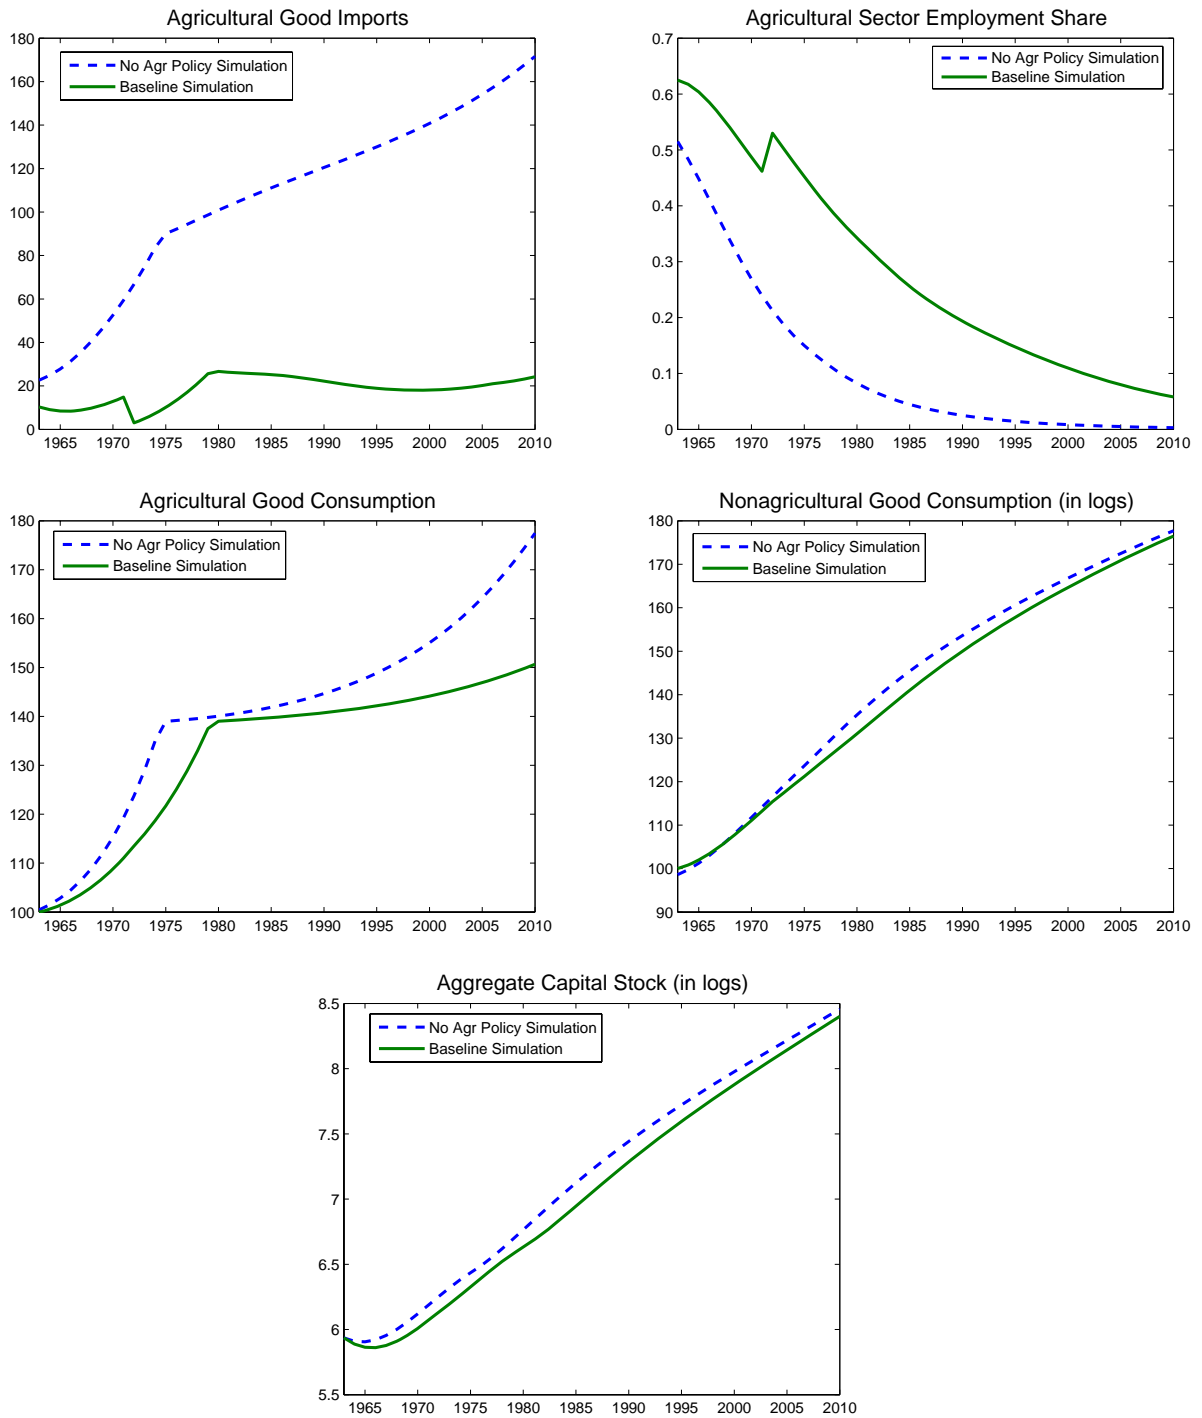 Agricultural Good Imports
180
160
140
120
100
80
60
40
20
0
1965 1970 1975 1980 1985 1990 1995 2000 2005 2010
No Agr Policy Simulation
Baseline Simulation
Agricultural Sector Employment Share
0.7
0.6
0.5
0.4
0.3
0.2
0.1
0
1965 1970 1975 1980 1985 1990 1995 2000 2005 2010
No Agr Policy Simulation
Baseline Simulation
Agricultural Good Consumption
180
170
160
150
140
130
120
110
100
1965 1970 1975 1980 1985 1990 1995 2000 2005 2010
No Agr Policy Simulation
Baseline Simulation
Nonagricultural Good Consumption (in logs)
180
170
160
150
140
130
120
110
100
90
1965 1970 1975 1980 1985 1990 1995 2000 2005 2010
No Agr Policy Simulation
Baseline Simulation
Aggregate Capital Stock (in logs)
8.5
8
7.5
7
6.5
6
5.5
1965 1970 1975 1980 1985 1990 1995 2000 2005 2010
No Agr Policy Simulation
Baseline Simulation